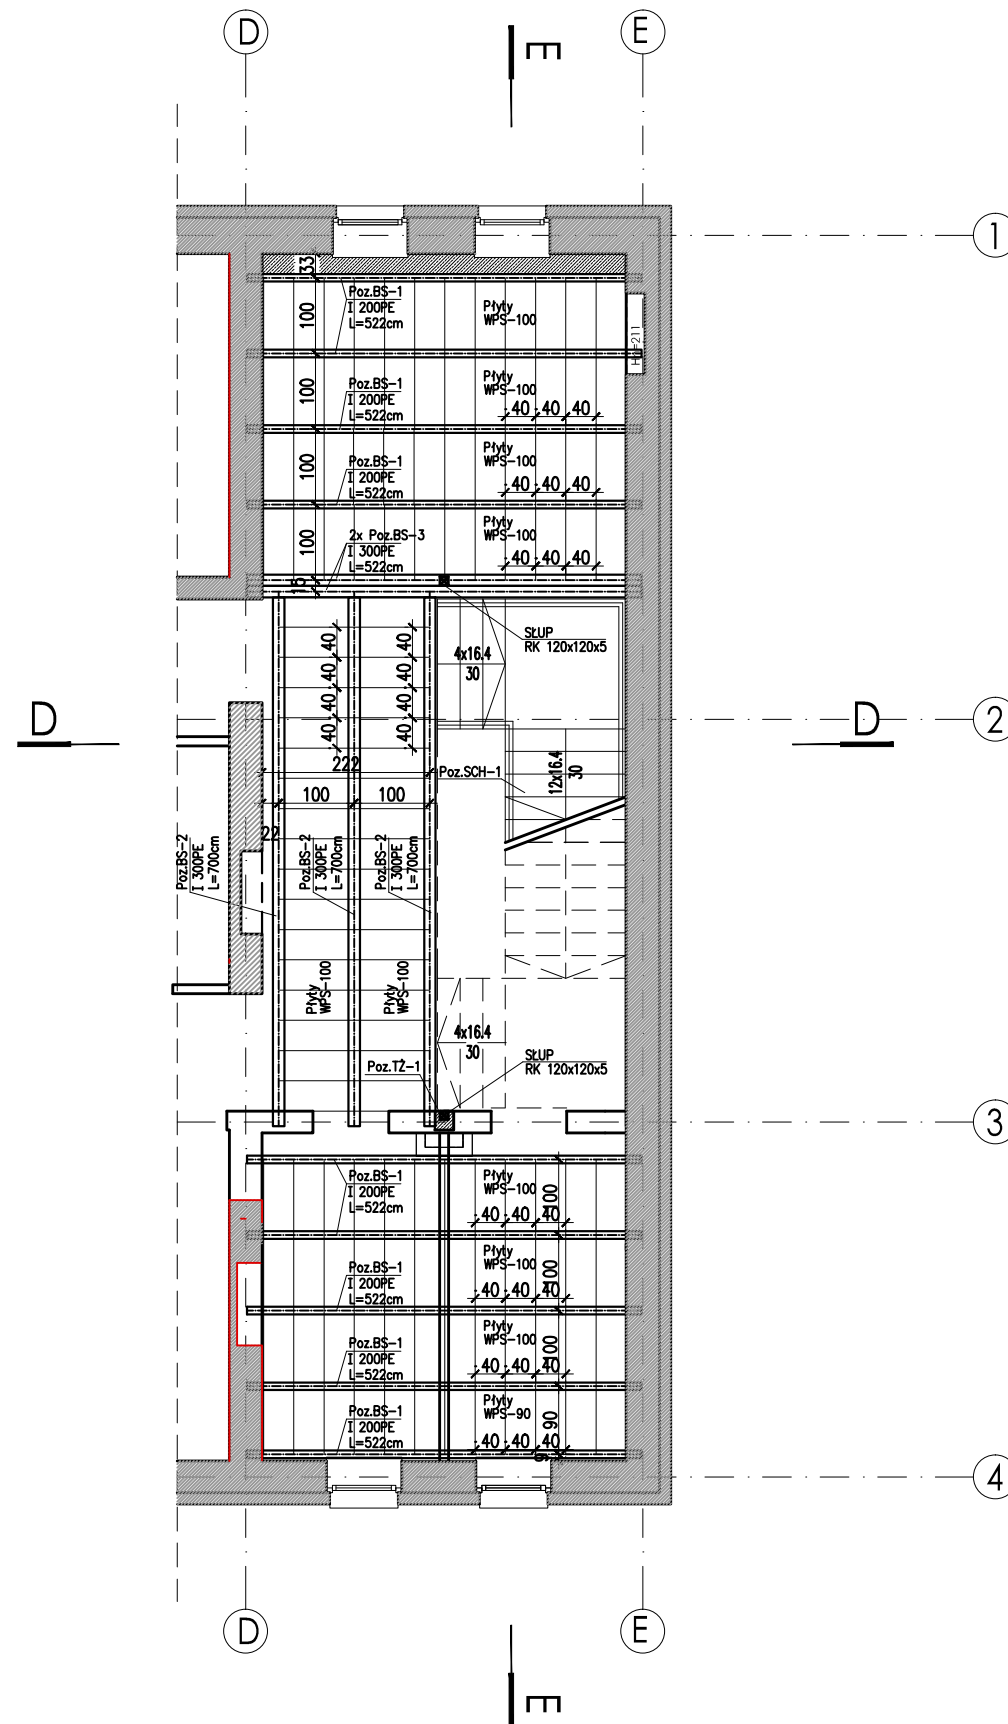 D
E
E
1
33
Poz.BS-1
I 200PE
L=522cm
Płyty
WPS-100
100
Hp=211
Poz.BS-1
I 200PE
L=522cm
Płyty
WPS-100
100
40 40 40
Poz.BS-1
I 200PE
L=522cm
Płyty
WPS-100
100
40 40 40
2x Poz.BS-3
I 300PE
L=522cm
Płyty
WPS-100
100
40 40 40
15
SŁUP
RK 120x120x5
4x16.4
30
40 40 40 40
40 40 40 40
D
D
2
222
Poz.SCH-1
12x16.4
30
100
100
22
Poz.BS-2
I 300PE
L=700cm
Poz.BS-2
I 300PE
L=700cm
Poz.BS-2
I 300PE
L=700cm
Płyty
WPS-100
Płyty
WPS-100
4x16.4
30
SŁUP
RK 120x120x5
Poz.TŻ-1
3
Poz.BS-1
I 200PE
L=522cm
Płyty
WPS-100
100
40 40 40
Poz.BS-1
I 200PE
L=522cm
Płyty
WPS-100
100
40 40 40
Poz.BS-1
I 200PE
L=522cm
Płyty
WPS-100
100
40 40 40
Poz.BS-1
I 200PE
L=522cm
Płyty
WPS-90
90
40 40 40
4
D
E
E